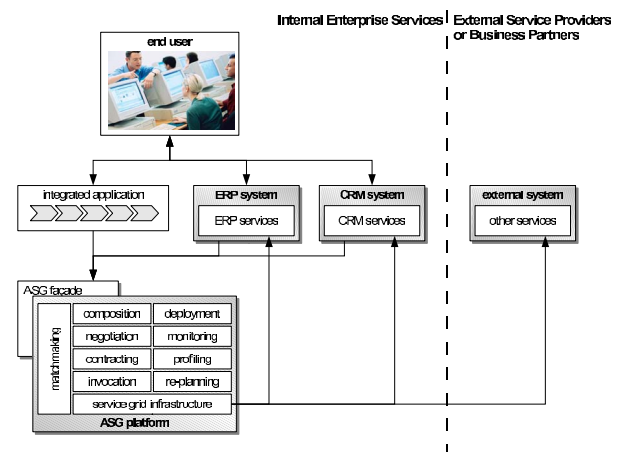 Internal Enterprise Services
External Service Providers
or Business Partners
end user
integrated application
ERP system
ERP services
CRM system
CRM services
external system
other services
ASG façade
matchmaking
composition
deployment
negotiation
monitoring
contracting
profiling
invocation
re-planning
service grid infrastructure
ASG platform